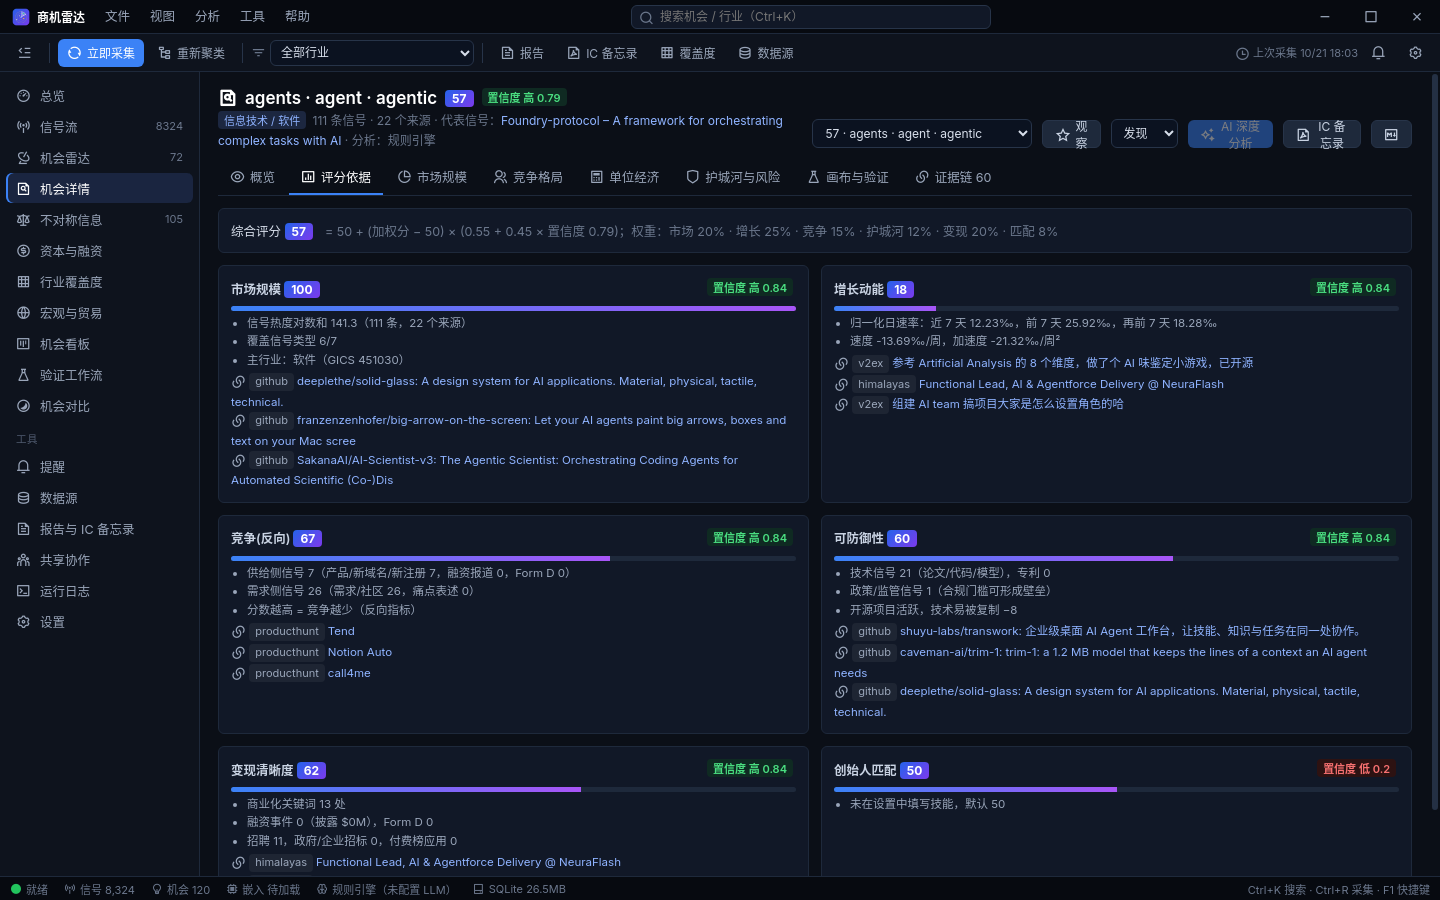 商机雷达 文件 视图 分析 工具 帮助 搜索机会 / 行业（Ctrl+K）
立即采集 重新聚类 全部行业 报告 IC 备忘录 覆盖度 数据源 上次采集 10/21 18:03
总览
信号流 8324
机会雷达 72
机会详情
不对称信息 105
资本与融资
行业覆盖度
宏观与贸易
机会看板
验证工作流
机会对比
工具
提醒
数据源
报告与 IC 备忘录
共享协作
运行日志
设置
agents · agent · agentic 57 置信度 高 0.79
信息技术 / 软件 111 条信号 · 22 个来源 · 代表信号：Foundry-protocol – A framework for orchestrating
complex tasks with AI · 分析：规则引擎
57 · agents · agent · agentic
观
察
发现
AI 深度
分析
IC 备
忘录
概览 评分依据 市场规模 竞争格局 单位经济 护城河与风险 画布与验证 证据链 60
综合评分 57 = 50 + (加权分 − 50) × (0.55 + 0.45 × 置信度 0.79)；权重：市场 20% · 增长 25% · 竞争 15% · 护城河 12% · 变现 20% · 匹配 8%
市场规模 100 置信度 高 0.84
信号热度对数和 141.3（111 条，22 个来源）
覆盖信号类型 6/7
主行业：软件（GICS 451030）
github deeplethe/solid-glass: A design system for AI applications. Material, physical, tactile,
technical.
github franzenzenhofer/big-arrow-on-the-screen: Let your AI agents paint big arrows, boxes and
text on your Mac scree
github SakanaAI/AI-Scientist-v3: The Agentic Scientist: Orchestrating Coding Agents for
Automated Scientific (Co-)Dis
增长动能 18 置信度 高 0.84
归一化日速率：近 7 天 12.23‰，前 7 天 25.92‰，再前 7 天 18.28‰
速度 -13.69‰/周，加速度 -21.32‰/周²
v2ex 参考 Artificial Analysis 的 8 个维度，做了个 AI 味鉴定小游戏，已开源
himalayas Functional Lead, AI & Agentforce Delivery @ NeuraFlash
v2ex 组建 AI team 搞项目大家是怎么设置角色的哈
竞争(反向) 67 置信度 高 0.84
供给侧信号 7（产品/新域名/新注册 7，融资报道 0，Form D 0）
需求侧信号 26（需求/社区 26，痛点表述 0）
分数越高 = 竞争越少（反向指标）
producthunt Tend
producthunt Notion Auto
producthunt call4me
可防御性 60 置信度 高 0.84
技术信号 21（论文/代码/模型），专利 0
政策/监管信号 1（合规门槛可形成壁垒）
开源项目活跃，技术易被复制 −8
github shuyu-labs/transwork: 企业级桌面 AI Agent 工作台，让技能、知识与任务在同一处协作。
github caveman-ai/trim-1: trim-1: a 1.2 MB model that keeps the lines of a context an AI agent
needs
github deeplethe/solid-glass: A design system for AI applications. Material, physical, tactile,
technical.
变现清晰度 62 置信度 高 0.84
商业化关键词 13 处
融资事件 0（披露 $0M），Form D 0
招聘 11，政府/企业招标 0，付费榜应用 0
himalayas Functional Lead, AI & Agentforce Delivery @ NeuraFlash
创始人匹配 50 置信度 低 0.2
未在设置中填写技能，默认 50
就绪 信号 8,324 机会 120 嵌入 待加载 规则引擎（未配置 LLM） SQLite 26.5MB Ctrl+K 搜索 · Ctrl+R 采集 · F1 快捷键